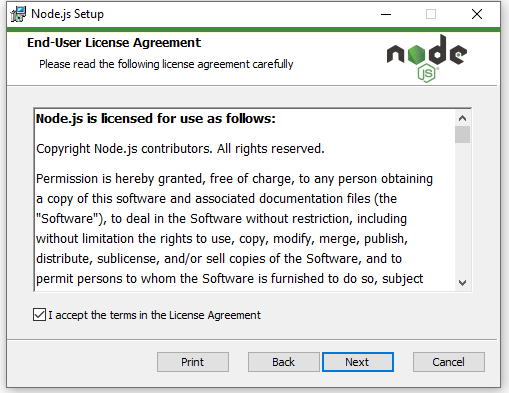 Node.js Setup
End-User License Agreement
Please read the following license agreement carefully
node
JS
Node.js is licensed for use as follows:
Copyright Node.js contributors. All rights reserved.
Permission is hereby granted, free of charge, to any person obtaining
a copy of this software and associated documentation files (the
"Software"), to deal in the Software without restriction, including
without limitation the rights to use, copy, modify, merge, publish,
distribute, sublicense, and/or sell copies of the Software, and to
permit persons to whom the Software is furnished to do so, subject
I accept the terms in the License Agreement
Print Back Next Cancel